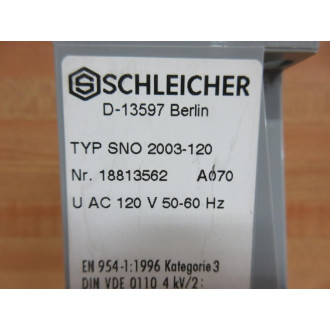 SCHLEICHER
D-13597 Berlin
TYP SNO 2003-120
Nr. 18813562 A070
U AC 120 V 50-60 Hz
EN 954-1:1996 Kategorie 3
DIN VDE 0110 4 kV/2: